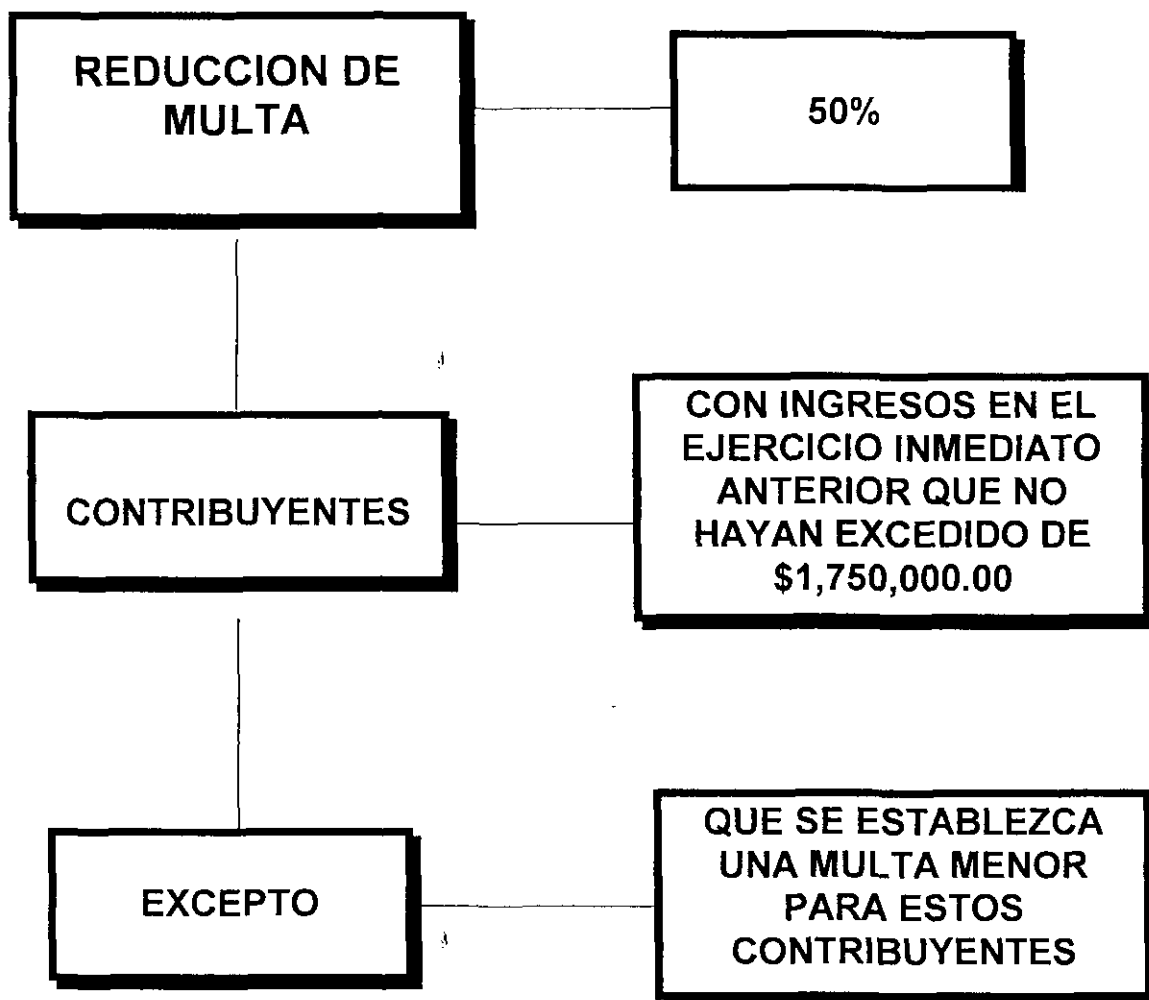 REDUCCION DE
MULTA
50%
CONTRIBUYENTES
CON INGRESOS EN EL
EJERCICIO INMEDIATO
ANTERIOR QUE NO
HAYAN EXCEDIDO DE
$1,750,000.00
EXCEPTO
QUE SE ESTABLEZCA
UNA MULTA MENOR
PARA ESTOS
CONTRIBUYENTES